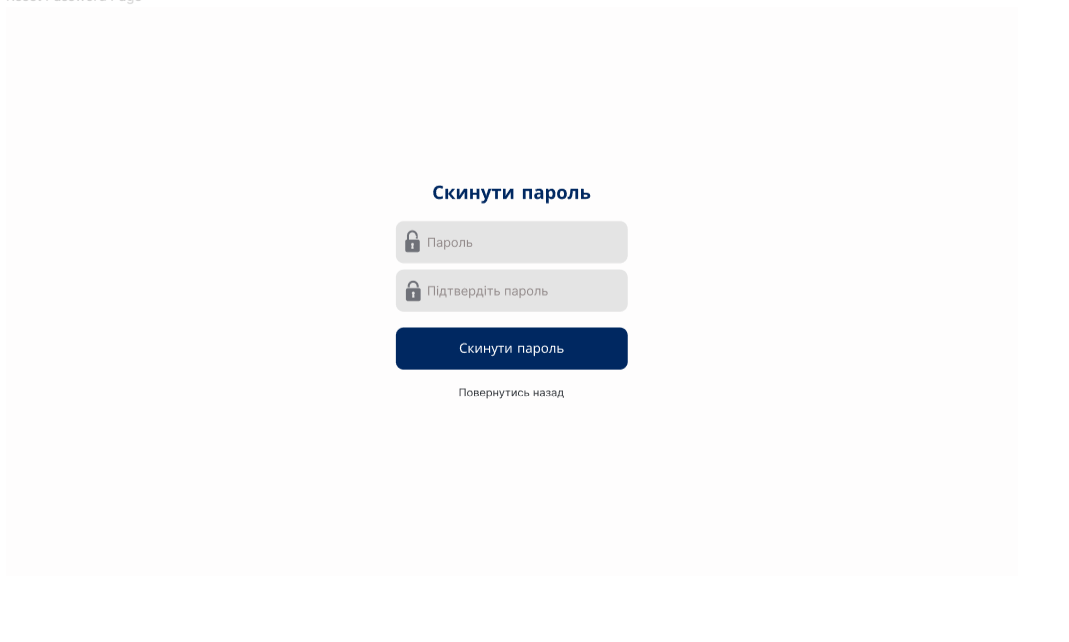 Скинути пароль
Пароль
Підтвердіть пароль
Скинути пароль
Повернутись назад